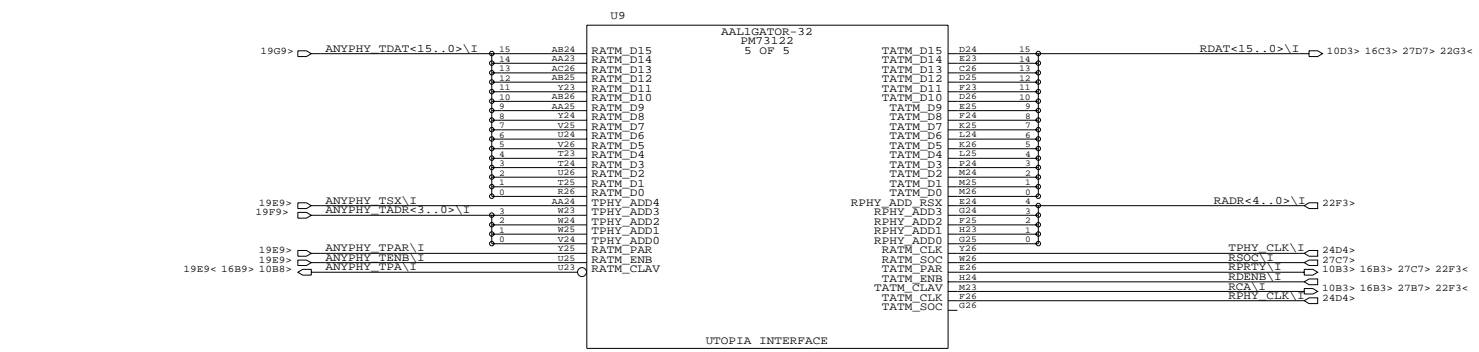 U9
AAL1GATOR-32
PM73122
5 OF 5
19G9> ANYPHY_TDAT<15..0>\I 15 AB24 RATM_D15 TATM_D15 D24 15 RDAT<15..0>\I 10D3> 16C3> 27D7> 22G3<
14 AA23 RATM_D14 TATM_D14 E23 14
13 AC26 RATM_D13 TATM_D13 C26 13
12 AB25 RATM_D12 TATM_D12 D25 12
11 Y23 RATM_D11 TATM_D11 F23 11
10 AB26 RATM_D10 TATM_D10 D26 10
9 AA25 RATM_D9 TATM_D9 E25 9
8 Y24 RATM_D8 TATM_D8 F24 8
7 V25 RATM_D7 TATM_D7 K25 7
6 U24 RATM_D6 TATM_D6 L24 6
5 V26 RATM_D5 TATM_D5 K26 5
4 T23 RATM_D4 TATM_D4 L25 4
3 T24 RATM_D3 TATM_D3 P24 3
2 U26 RATM_D2 TATM_D2 M24 2
1 T25 RATM_D1 TATM_D1 M25 1
0 R26 RATM_D0 TATM_D0 M26 0
19E9> ANYPHY_TSX\I AA24 TPHY_ADD4 RPHY_ADD_RSX E24 4 RADR<4..0>\I 22F3>
19F9> ANYPHY_TADR<3..0>\I 3 W23 TPHY_ADD3 RPHY_ADD3 G24 3
2 W24 TPHY_ADD2 RPHY_ADD2 F25 2
1 W25 TPHY_ADD1 RPHY_ADD1 H23 1
0 V24 TPHY_ADD0 RPHY_ADD0 G25 0
19E9> ANYPHY_TPAR\I Y25 RATM_PAR RATM_CLK Y26 TPHY_CLK\I 24D4>
19E9> ANYPHY_TENB\I U25 RATM_ENB RATM_SOC W26 RSOC\I 27C7>
19E9< 16B9> 10B8> ANYPHY_TPA\I U23 RATM_CLAV TATM_PAR E26 RPRTY\I 10B3> 16B3> 27C7> 22F3<
TATM_ENB H24 RDENB\I
TATM_CLAV M23 RCA\I 10B3> 16B3> 27B7> 22F3<
TATM_CLK F26 RPHY_CLK\I 24D4>
TATM_SOC G26
UTOPIA INTERFACE